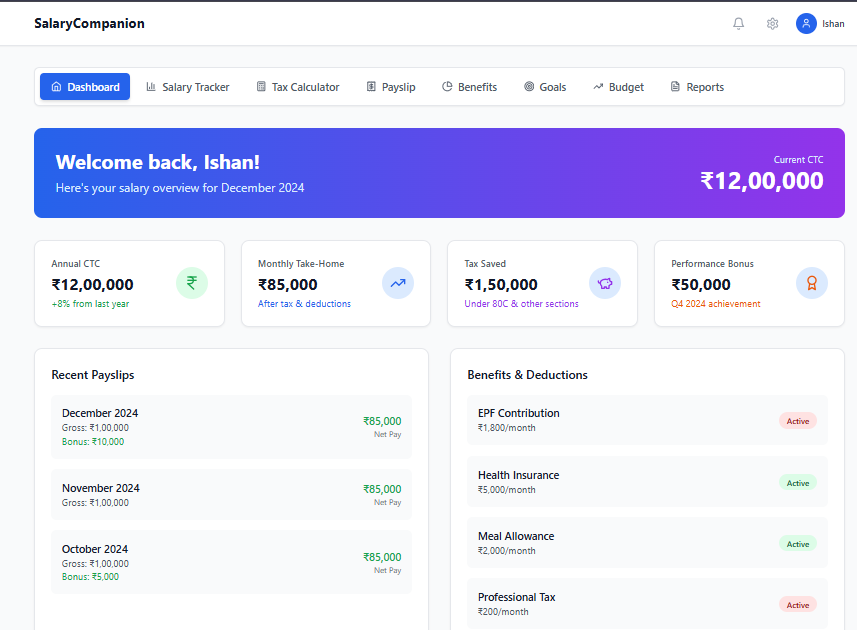 SalaryCompanion
Ishan
Dashboard
Salary Tracker
Tax Calculator
Payslip
Benefits
Goals
Budget
Reports
Welcome back, Ishan!
Here's your salary overview for December 2024
Current CTC
₹12,00,000
Annual CTC
₹12,00,000
+8% from last year
Monthly Take-Home
₹85,000
After tax & deductions
Tax Saved
₹1,50,000
Under 80C & other sections
Performance Bonus
₹50,000
Q4 2024 achievement
Recent Payslips
December 2024
Gross: ₹1,00,000
Bonus: ₹10,000
₹85,000
Net Pay
November 2024
Gross: ₹1,00,000
₹85,000
Net Pay
October 2024
Gross: ₹1,00,000
Bonus: ₹5,000
₹85,000
Net Pay
Benefits & Deductions
EPF Contribution
₹1,800/month
Active
Health Insurance
₹5,000/month
Active
Meal Allowance
₹2,000/month
Active
Professional Tax
₹200/month
Active